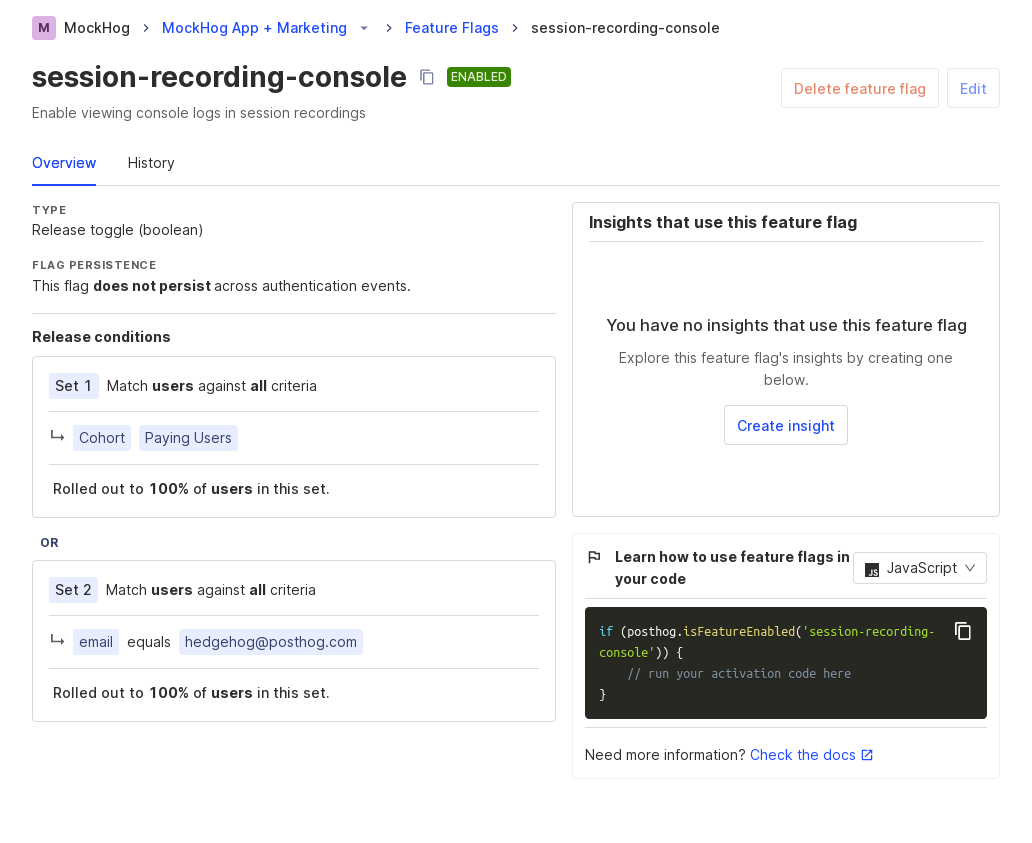 M MockHog MockHog App + Marketing Feature Flags session-recording-console
session-recording-console ENABLED
Delete feature flag Edit
Enable viewing console logs in session recordings
Overview History
TYPE
Release toggle (boolean)
FLAG PERSISTENCE
This flag does not persist across authentication events.
Release conditions
Set 1 Match users against all criteria
Cohort Paying Users
Rolled out to 100% of users in this set.
OR
Set 2 Match users against all criteria
email equals hedgehog@posthog.com
Rolled out to 100% of users in this set.
Insights that use this feature flag
You have no insights that use this feature flag
Explore this feature flag's insights by creating one
below.
Create insight
Learn how to use feature flags in
your code
JS JavaScript
if (posthog.isFeatureEnabled('session-recording-
console')) {
// run your activation code here
}
Need more information? Check the docs